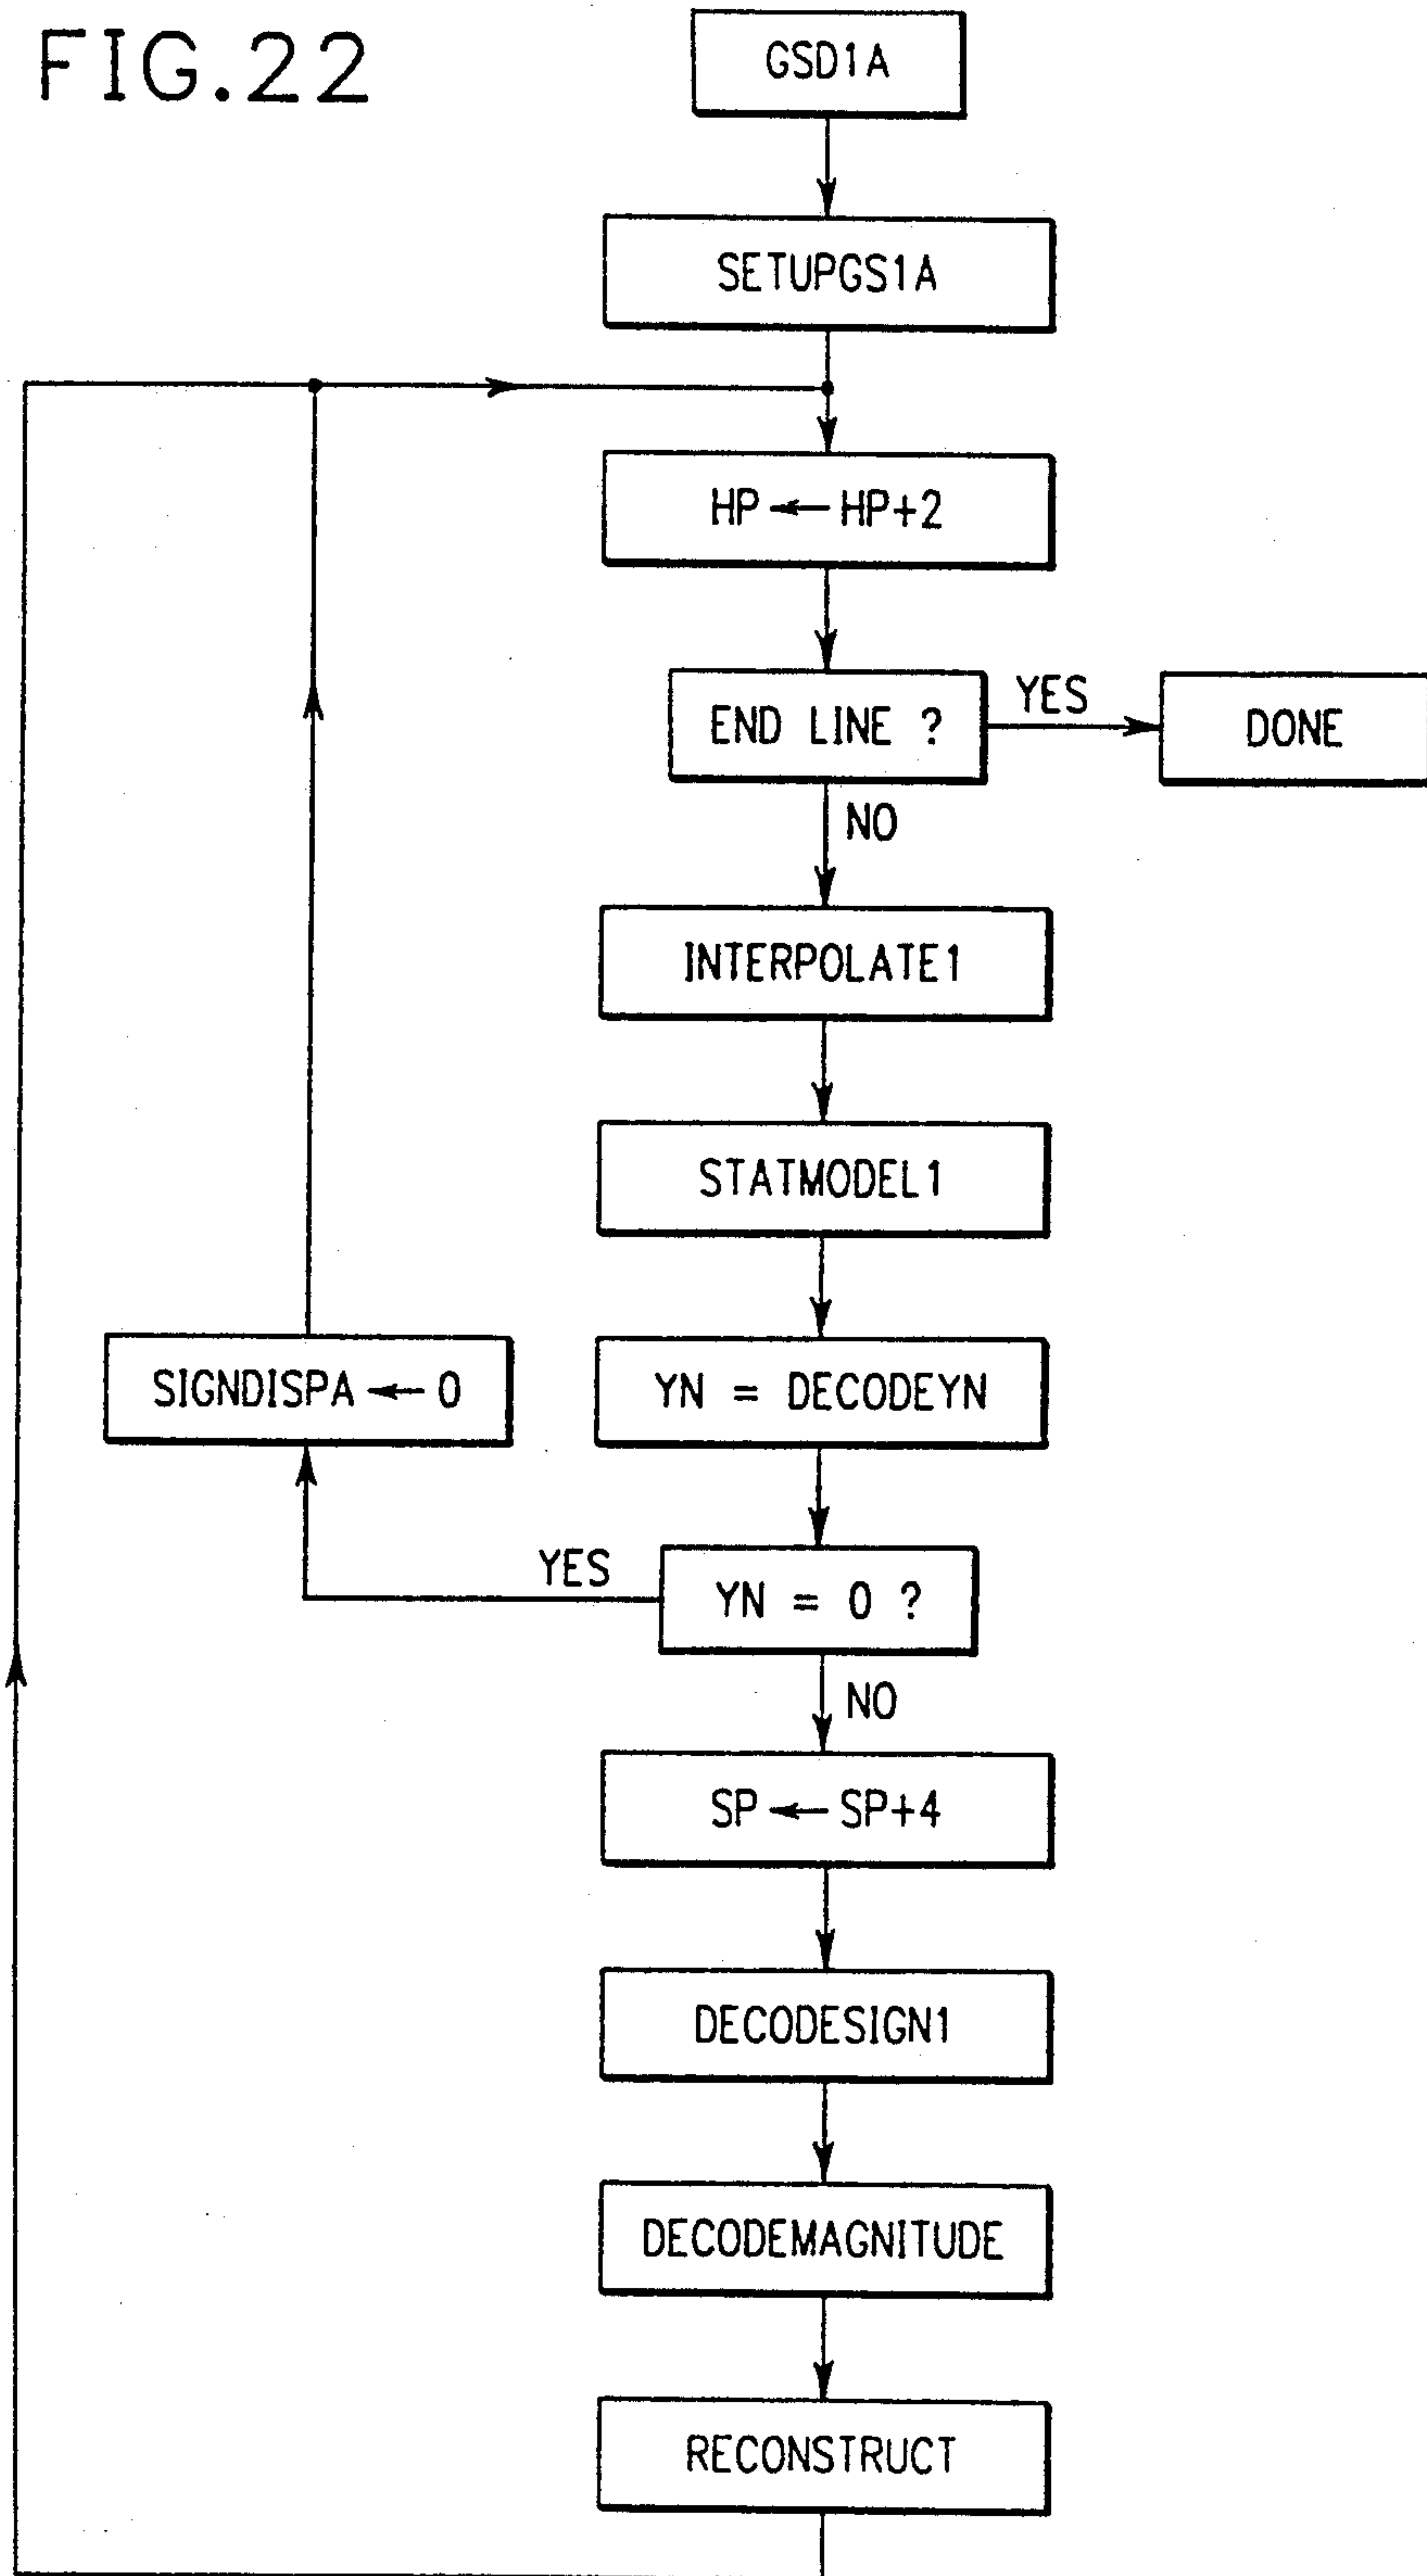 FIG.22
GSD1A
SETUPGS1A
HP ← HP+2
END LINE ?
YES
DONE
NO
INTERPOLATE1
STATMODEL1
SIGNDISPA ← 0
YN = DECODEYN
YES
YN = 0 ?
NO
SP ← SP+4
DECODESIGN1
DECODEMAGNITUDE
RECONSTRUCT